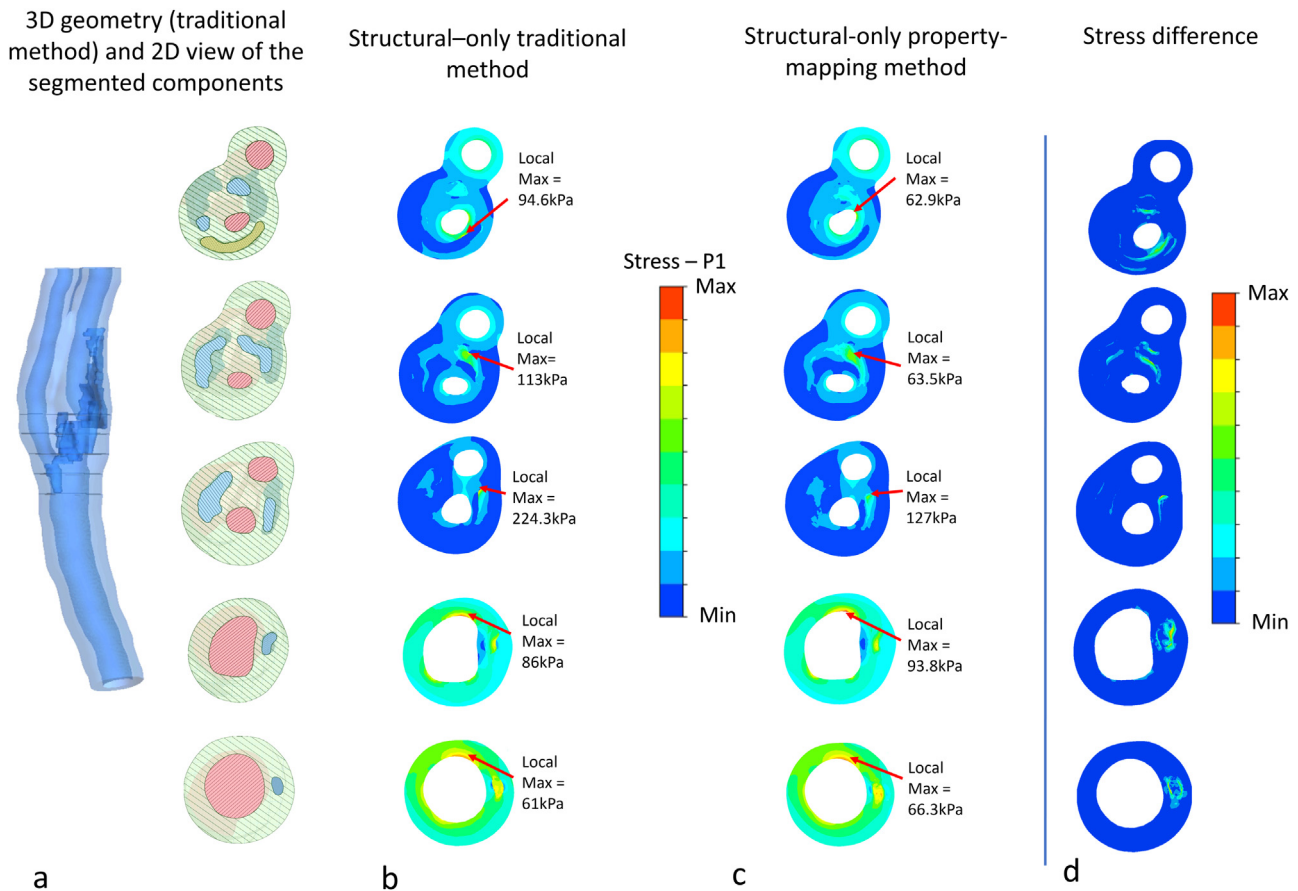 3D geometry (traditional
method) and 2D view of the
segmented components
Structural–only traditional
method
Structural-only property-
mapping method
Stress difference
Local
Max =
94.6kPa
Local
Max =
62.9kPa
Stress – P1
Max
Min
Max
Min
Local
Max=
113kPa
Local
Max =
63.5kPa
Local
Max =
224.3kPa
Local
Max =
127kPa
Local
Max =
86kPa
Local
Max =
93.8kPa
Local
Max =
61kPa
Local
Max =
66.3kPa
a
b
c
d